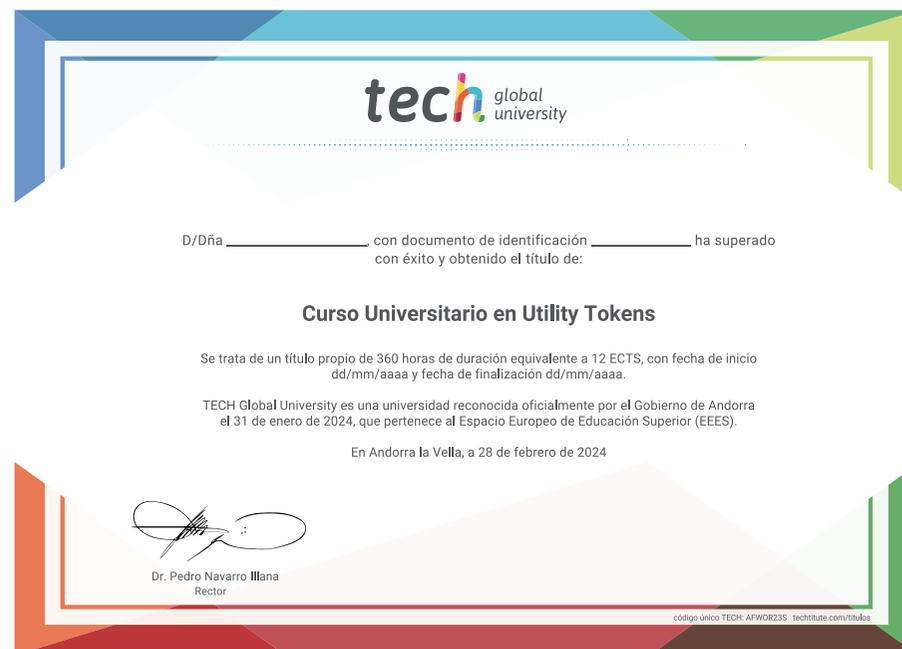 tech global university
D/Dña ____________________, con documento de identificación ______________ ha superado
con éxito y obtenido el título de:
Curso Universitario en Utility Tokens
Se trata de un título propio de 360 horas de duración equivalente a 12 ECTS, con fecha de inicio
dd/mm/aaaa y fecha de finalización dd/mm/aaaa.
TECH Global University es una universidad reconocida oficialmente por el Gobierno de Andorra
el 31 de enero de 2024, que pertenece al Espacio Europeo de Educación Superior (EEES).
En Andorra la Vella, a 28 de febrero de 2024
Dr. Pedro Navarro Illana
Rector
código único TECH: AFWOR23S techtitute.com/titulos